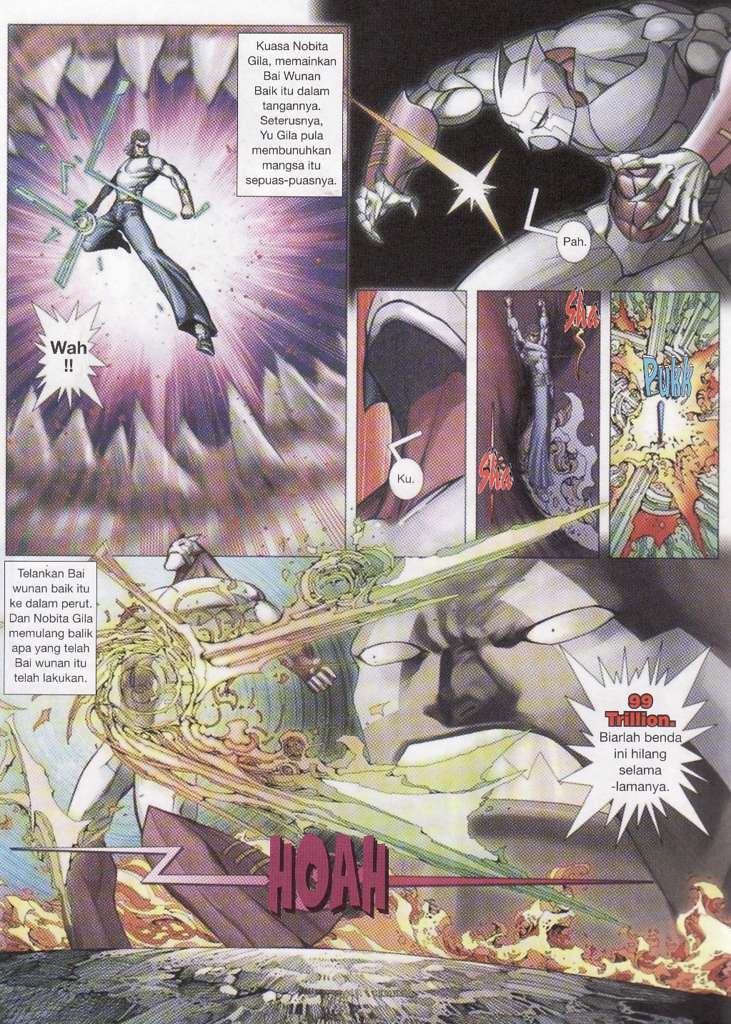 Kuasa Nobita
Gila, memainkan
Bai Wunan
Baik itu dalam
tangannya.
Seterusnya,
Yu Gila pula
membunuhkan
mangsa itu
sepuas-puasnya.
Pah.
Wah
!!
Ku.
Sha
Sha
Pukk
!
Telankan Bai
wunan baik itu
ke dalam perut.
Dan Nobita Gila
memulang balik
apa yang telah
Bai wunan itu
telah lakukan.
99
Trillion.
Biarlah benda
ini hilang
selama
-lamanya.
HOAH